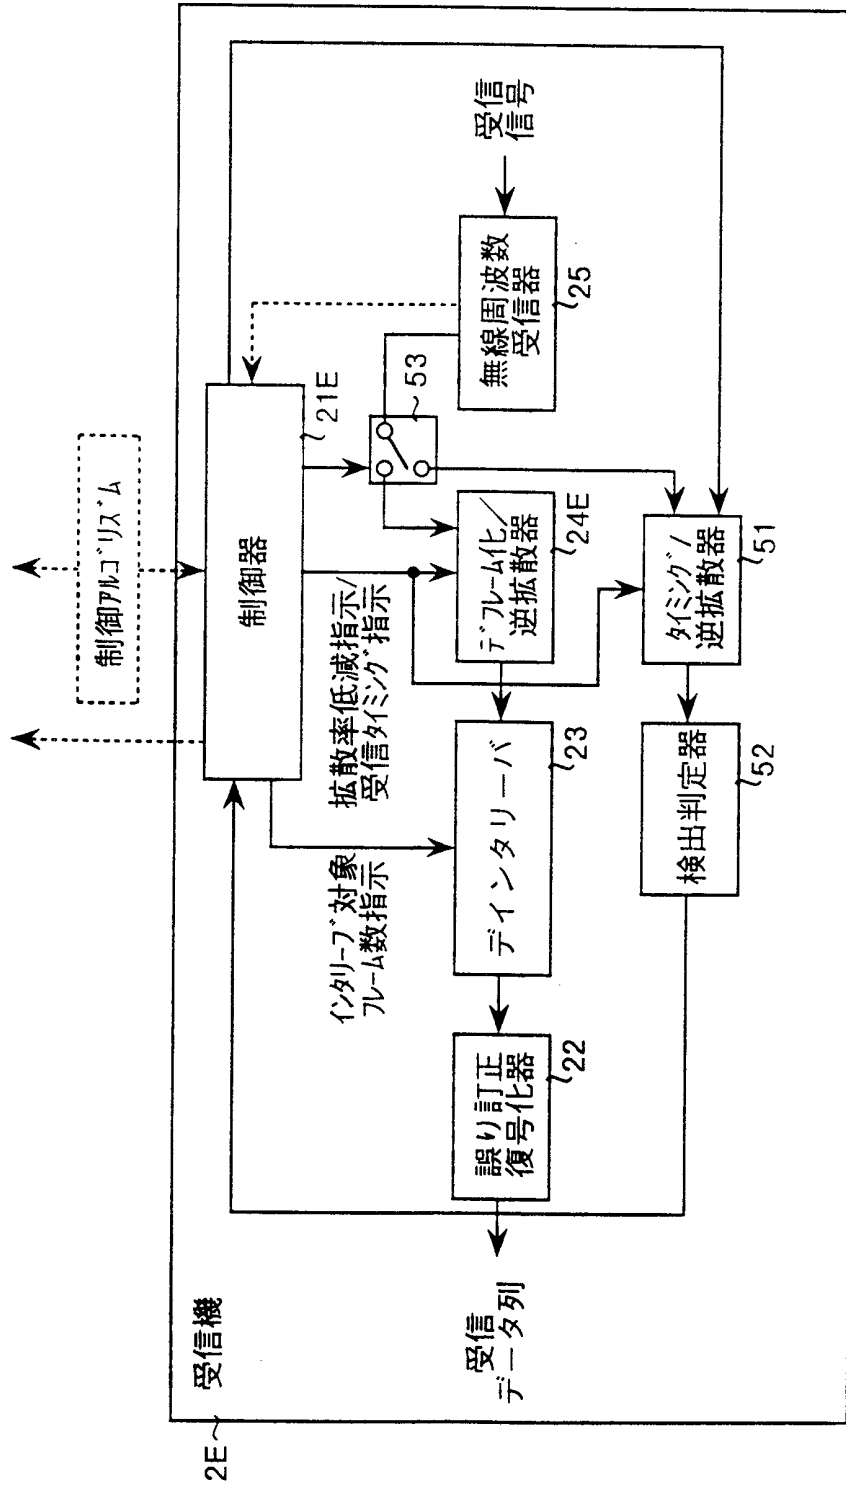 制御アルゴリズム
2E
受信機
制御器
21E
インタリーブ対象
フレーム数指示
拡散率低減指示/
受信タイミング指示
53
受信
信号
無線周波数
受信器
25
デフレーム化/
逆拡散器
24E
デインタリーバ
23
誤り訂正
復号化器
22
受信
データ列
タイミング/
逆拡散器
51
検出判定器
52